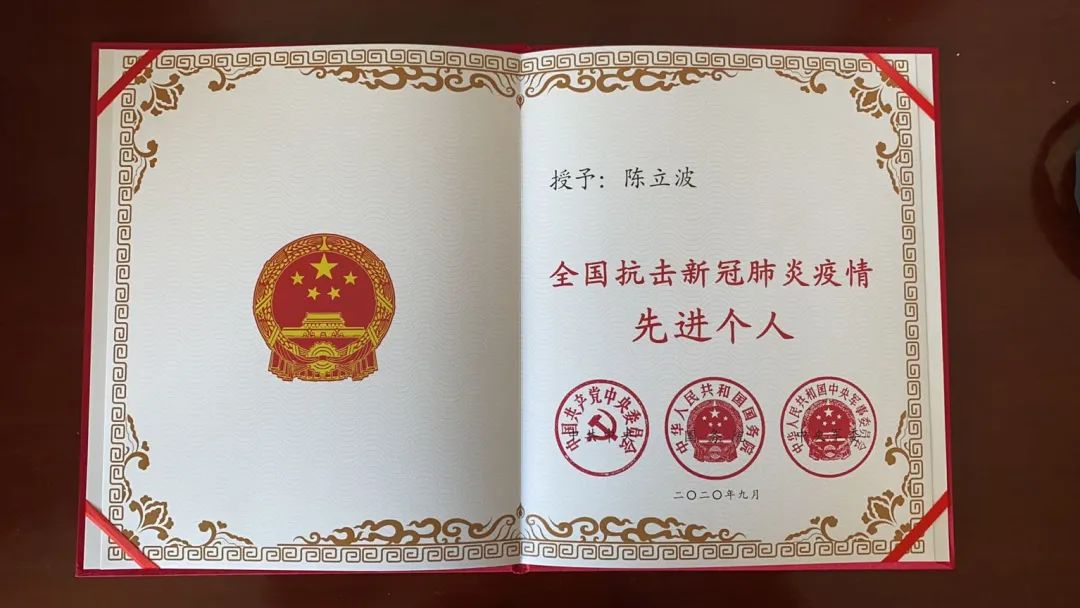 授予：陈立波
全国抗击新冠肺炎疫情
先进个人
中国共产党中央委员会
中华人民共和国国务院
中华人民共和国中央军事委员会
二〇二〇年九月